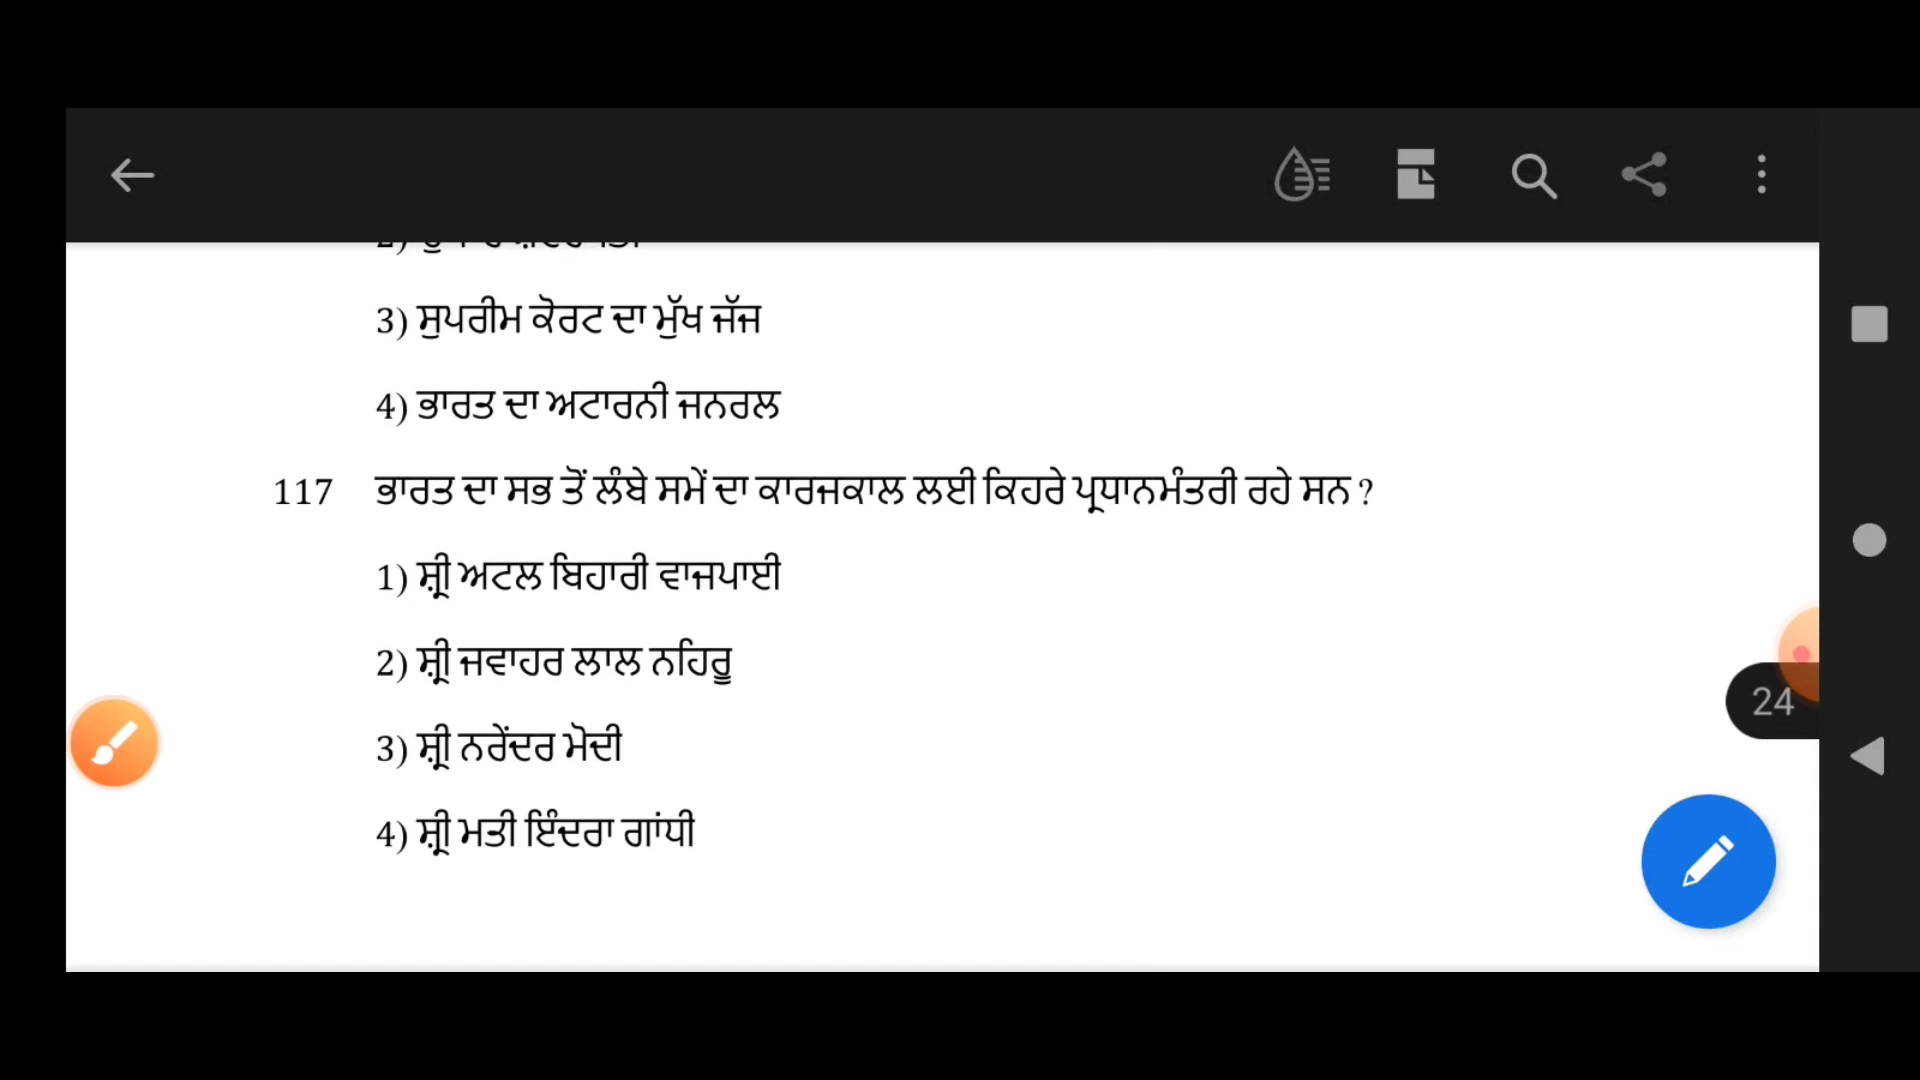 3) ਸੁਪਰੀਮ ਕੋਰਟ ਦਾ ਮੁੱਖ ਜੱਜ
4) ਭਾਰਤ ਦਾ ਅਟਾਰਨੀ ਜਨਰਲ
117 ਭਾਰਤ ਦਾ ਸਭ ਤੋਂ ਲੰਬੇ ਸਮੇਂ ਦਾ ਕਾਰਜਕਾਲ ਲਈ ਕਿਹਰੇ ਪ੍ਰਧਾਨਮੰਤਰੀ ਰਹੇ ਸਨ ?
1) ਸ਼੍ਰੀ ਅਟਲ ਬਿਹਾਰੀ ਵਾਜਪਾਈ
2) ਸ਼੍ਰੀ ਜਵਾਹਰ ਲਾਲ ਨਹਿਰੂ
3) ਸ਼੍ਰੀ ਨਰੇਂਦਰ ਮੋਦੀ
24
4) ਸ਼੍ਰੀ ਮਤੀ ਇੰਦਰਾ ਗਾਂਧੀ